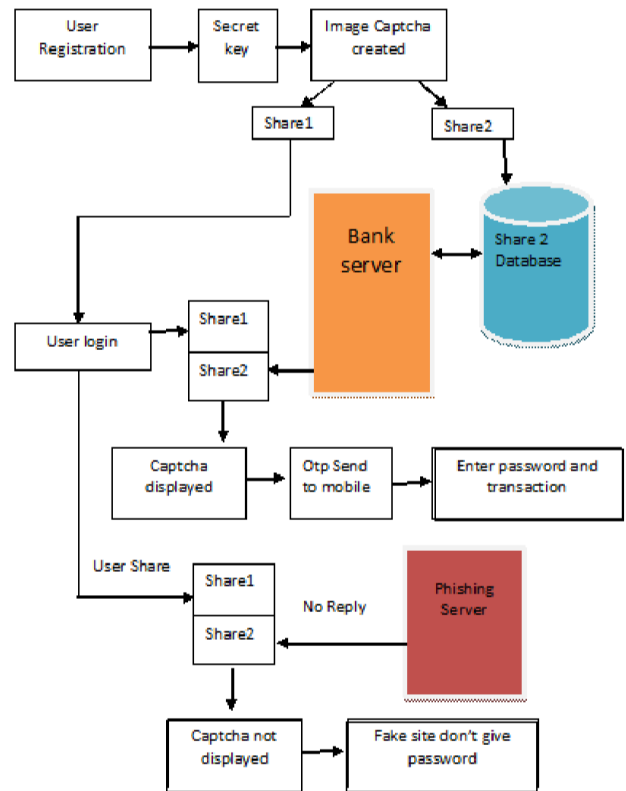 User
Registration
Secret
key
Image Captcha
created
Share1
Share2
Bank
server
Share 2
Database
User login
Share1
Share2
Captcha
displayed
Otp Send
to mobile
Enter password and
transaction
User Share
Share1
Share2
No Reply
Phishing
Server
Captcha not
displayed
Fake site don't give
password